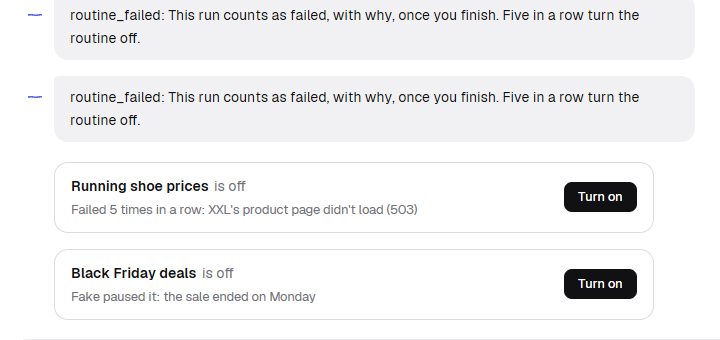 routine_failed: This run counts as failed, with why, once you finish. Five in a row turn the
routine off.
routine_failed: This run counts as failed, with why, once you finish. Five in a row turn the
routine off.
Running shoe prices is off
Failed 5 times in a row: XXL's product page didn't load (503)
Turn on
Black Friday deals is off
Fake paused it: the sale ended on Monday
Turn on